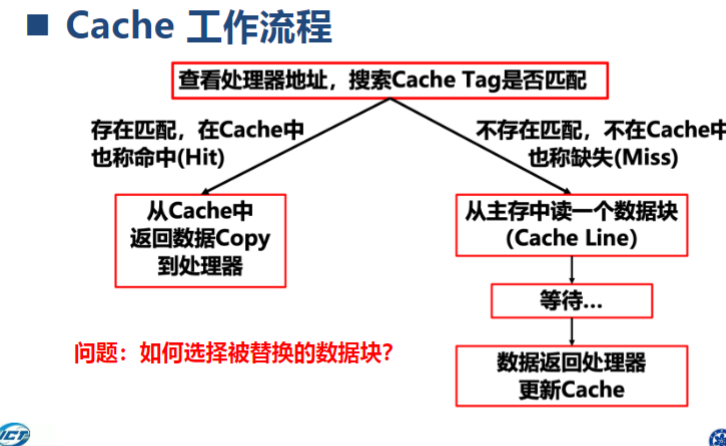 ■ Cache 工作流程
查看处理器地址，搜索Cache Tag是否匹配
存在匹配，在Cache中
也称命中(Hit)
不存在匹配，不在Cache中
也称缺失(Miss)
从Cache中
返回数据Copy
到处理器
从主存中读一个数据块
(Cache Line)
等待...
数据返回处理器
更新Cache
问题：如何选择被替换的数据块?
ICT